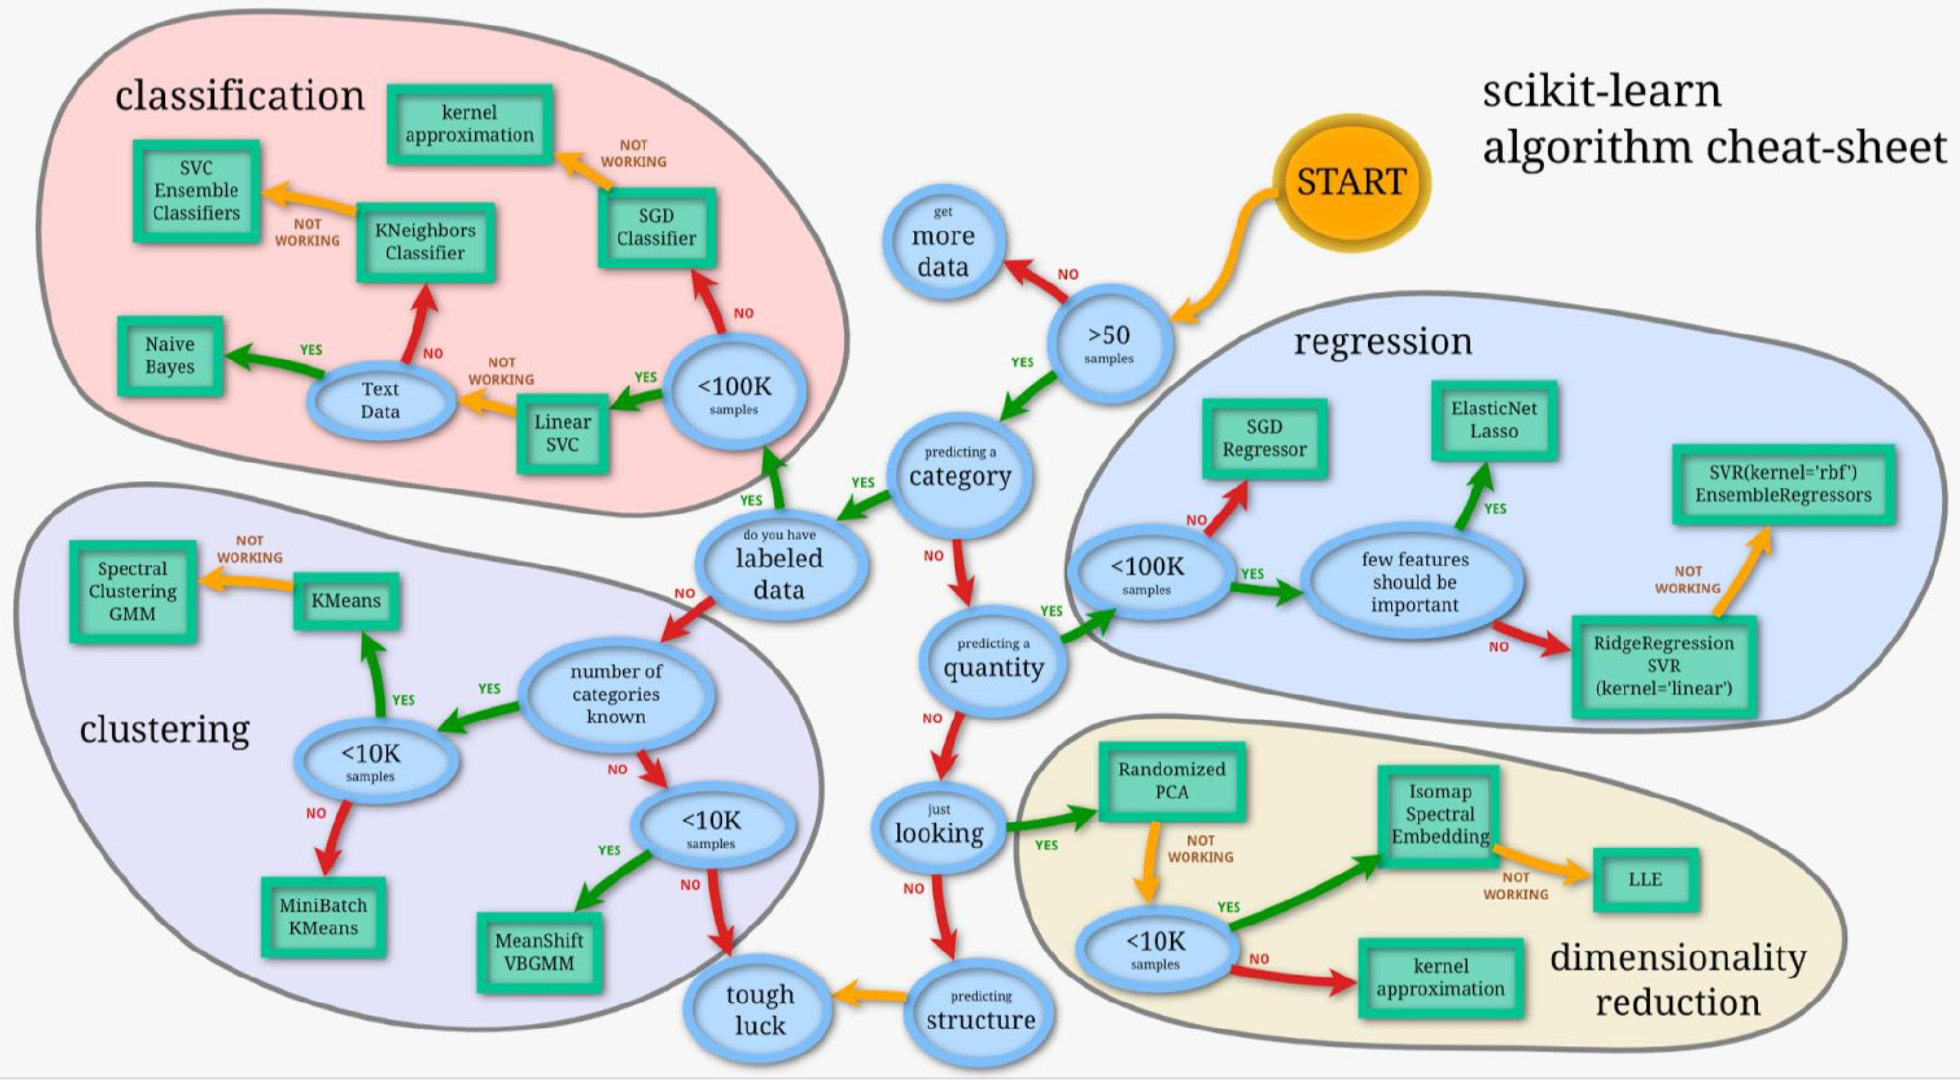 scikit-learn
algorithm cheat-sheet
START
classification
kernel
approximation
NOT
WORKING
SVC
Ensemble
Classifiers
NOT
WORKING
KNeighbors
Classifier
SGD
Classifier
NO
Naive
Bayes
YES
NO
Text
Data
NOT
WORKING
Linear
SVC
YES
<100K
samples
get
more
data
NO
>50
samples
YES
predicting a
category
YES
NO
do you have
labeled
data
YES
NO
predicting a
quantity
YES
NO
just
looking
YES
NO
predicting
structure
tough
luck
regression
SGD
Regressor
NO
<100K
samples
YES
ElasticNet
Lasso
YES
few features
should be
important
NO
SVR(kernel='rbf')
EnsembleRegressors
NOT
WORKING
RidgeRegression
SVR
(kernel='linear')
clustering
Spectral
Clustering
GMM
NOT
WORKING
KMeans
YES
<10K
samples
NO
MiniBatch
KMeans
YES
number of
categories
known
NO
<10K
samples
YES
NO
MeanShift
VBGMM
dimensionality
reduction
Randomized
PCA
NOT
WORKING
<10K
samples
YES
NO
Isomap
Spectral
Embedding
NOT
WORKING
LLE
kernel
approximation